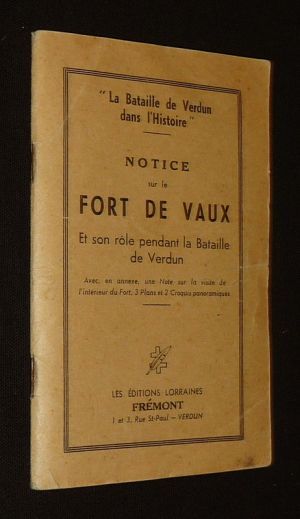 "La Bataille de Verdun
dans l'Histoire"
NOTICE
sur le
FORT DE VAUX
Et son rôle pendant la Bataille
de Verdun
Avec, en annexe, une Note sur la visite de
l'intérieur du Fort, 3 Plans et 2 Croquis panoramiques
LES ÉDITIONS LORRAINES
FRÉMONT
1 et 3, Rue St-Paul - VERDUN